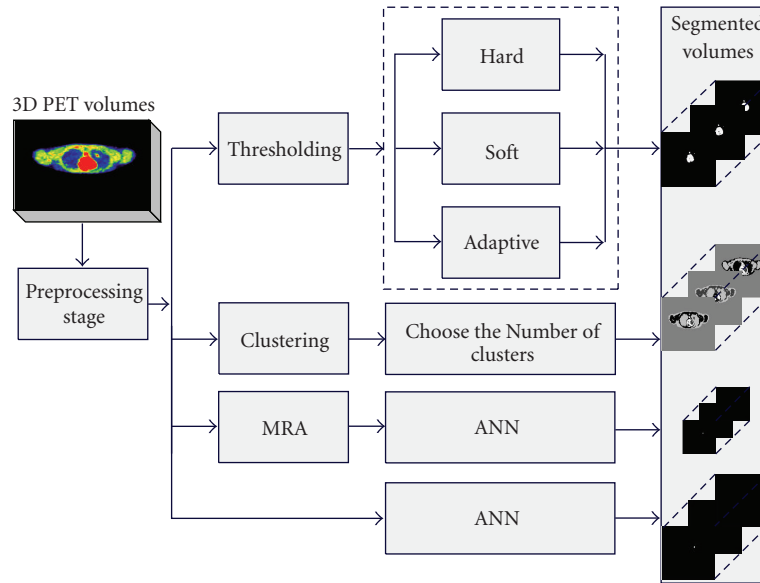 3D PET volumes
Preprocessing
stage
Thresholding
Hard
Soft
Adaptive
Clustering
Choose the Number of
clusters
MRA
ANN
ANN
Segmented
volumes